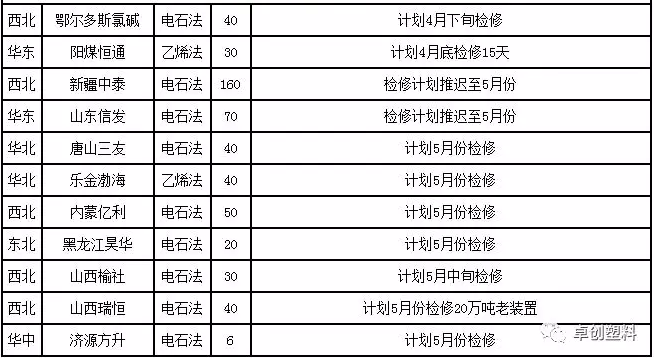 西北 鄂尔多斯氯碱 电石法 40 计划4月下旬检修
华东 阳煤恒通 乙烯法 30 计划4月底检修15天
西北 新疆中泰 电石法 160 检修计划推迟至5月份
华东 山东信发 电石法 70 检修计划推迟至5月份
华北 唐山三友 电石法 40 计划5月份检修
华北 乐金渤海 乙烯法 40 计划5月份检修
西北 内蒙亿利 电石法 50 计划5月份检修
东北 黑龙江昊华 电石法 20 计划5月份检修
西北 山西榆社 电石法 30 计划5月中旬检修
西北 山西瑞恒 电石法 40 计划5月份检修20万吨老装置
华中 济源方升 电石法 6 计划5月份检修
卓创塑料